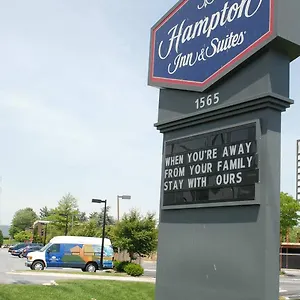 Hampton
Inn & Suites
1565
WHEN YOU'RE AWAY
FROM YOUR FAMILY
STAY WITH OURS